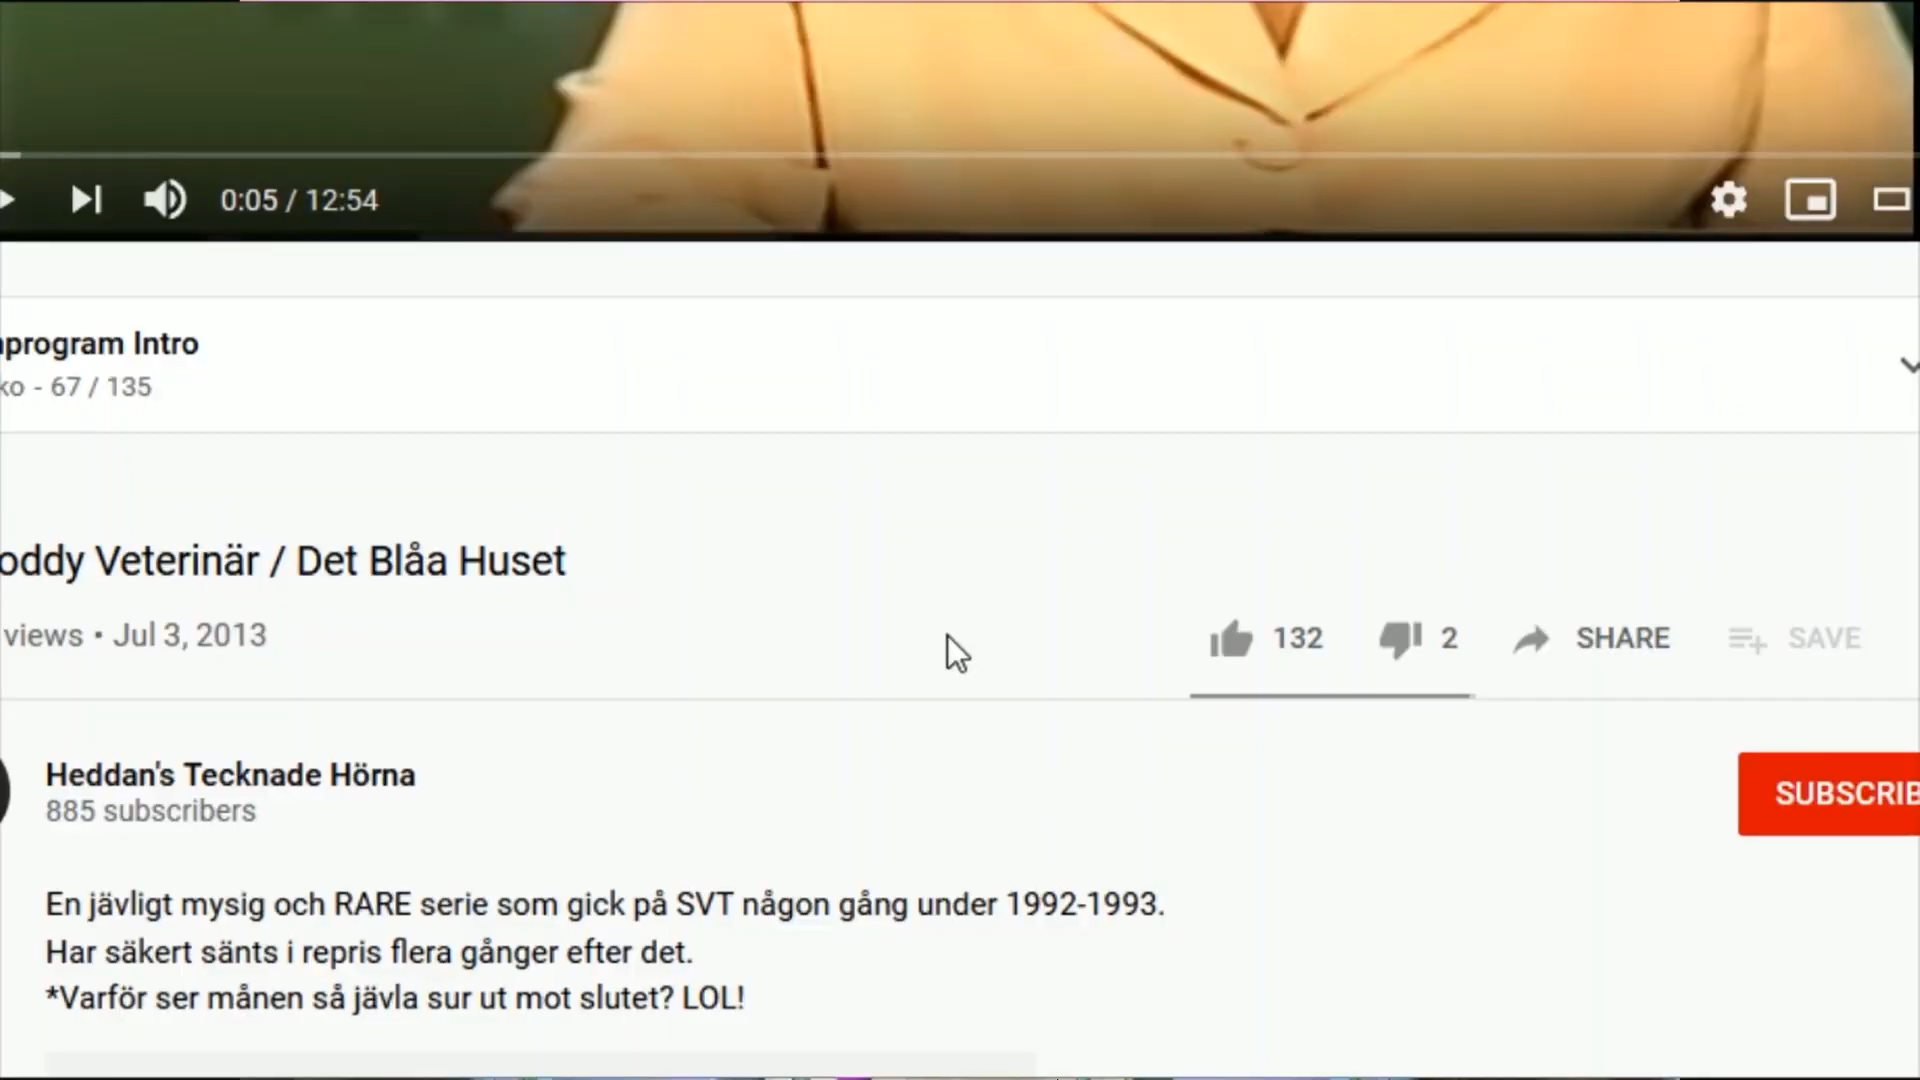 0:05 / 12:54
program Intro
ko - 67 / 135
oddy Veterinär / Det Blåa Huset
views • Jul 3, 2013
132
2
SHARE
SAVE
Heddan's Tecknade Hörna
885 subscribers
SUBSCRIB
En jävligt mysig och RARE serie som gick på SVT någon gång under 1992-1993.
Har säkert sänts i repris flera gånger efter det.
*Varför ser månen så jävla sur ut mot slutet? LOL!